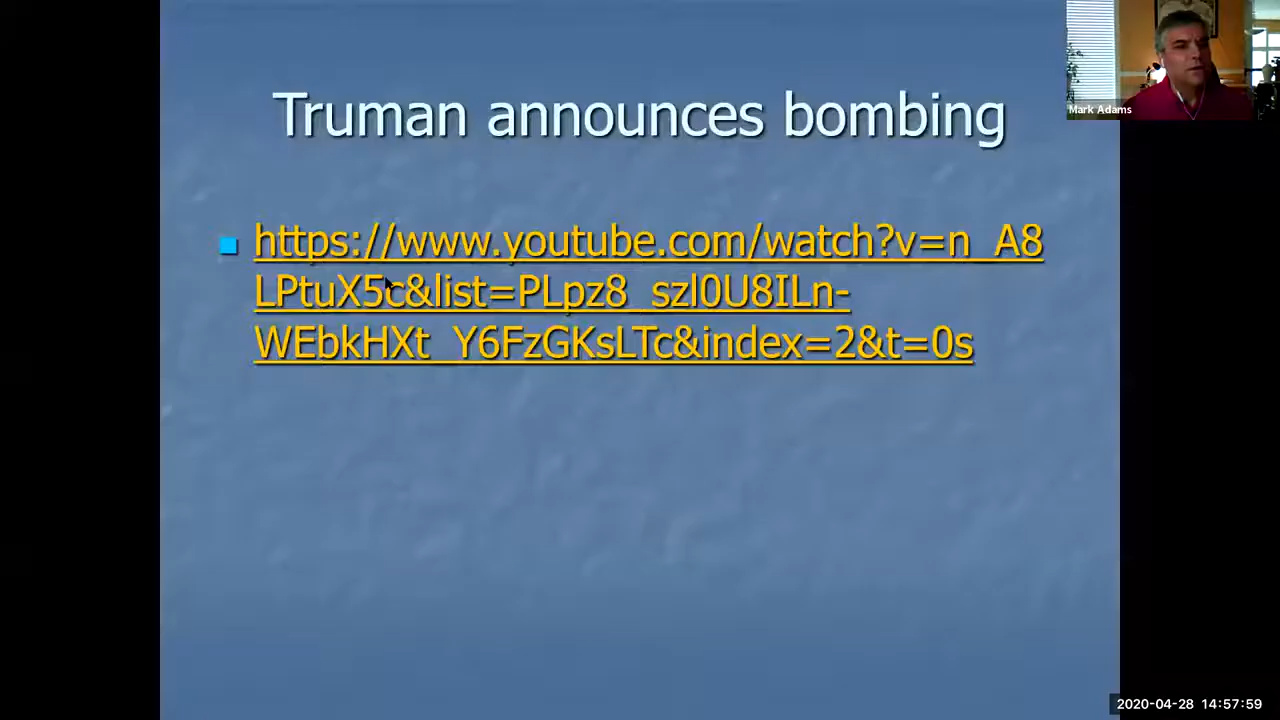 Truman announces bombing
https://www.youtube.com/watch?v=n_A8
LPtuX5c&list=PLpz8_szl0U8ILn-
WEbkHXt_Y6FzGKsLTc&index=2&t=0s
Mark Adams
2020-04-28 14:57:59